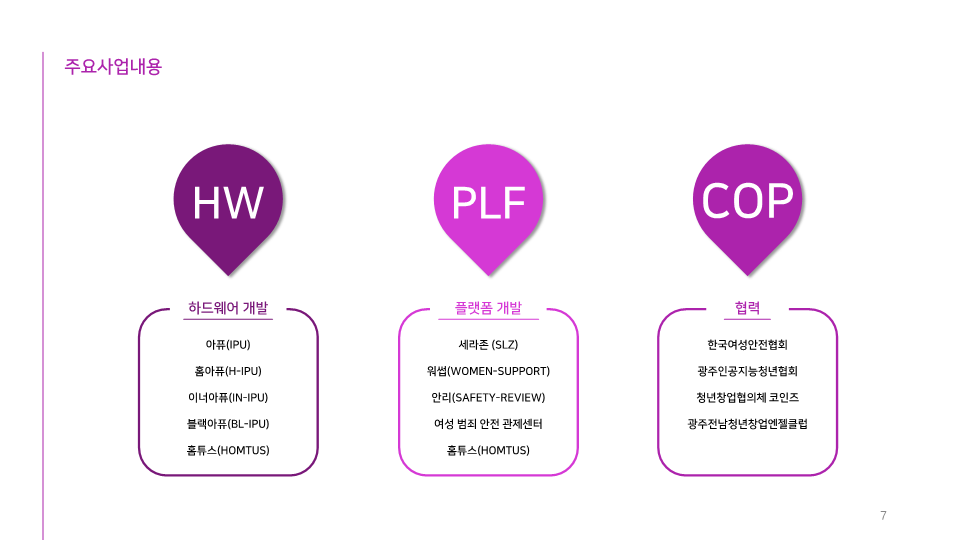 주요사업내용
HW
하드웨어 개발
아퓨(IPU)
홈아퓨(H-IPU)
이너아퓨(IN-IPU)
블랙아퓨(BL-IPU)
홈튜스(HOMTUS)
PLF
플랫폼 개발
세라존 (SLZ)
워썹(WOMEN-SUPPORT)
안리(SAFETY-REVIEW)
여성 범죄 안전 관제센터
홈튜스(HOMTUS)
COP
협력
한국여성안전협회
광주인공지능청년협회
청년창업협의체 코인즈
광주전남청년창업엔젤클럽
7